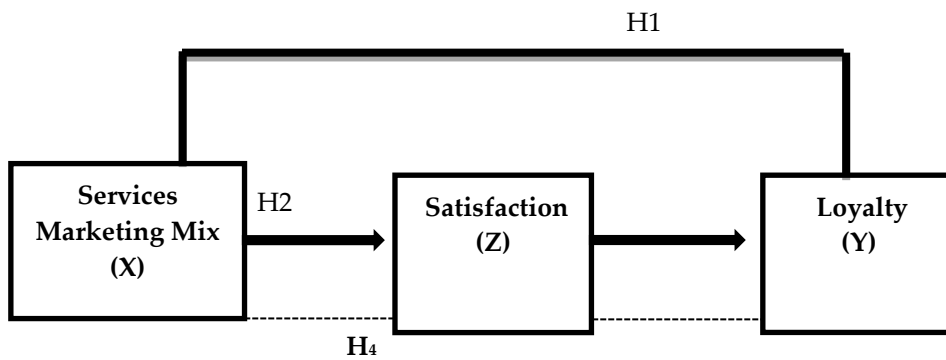 H1
Services
Marketing Mix
(X)
H2
Satisfaction
(Z)
Loyalty
(Y)
H4